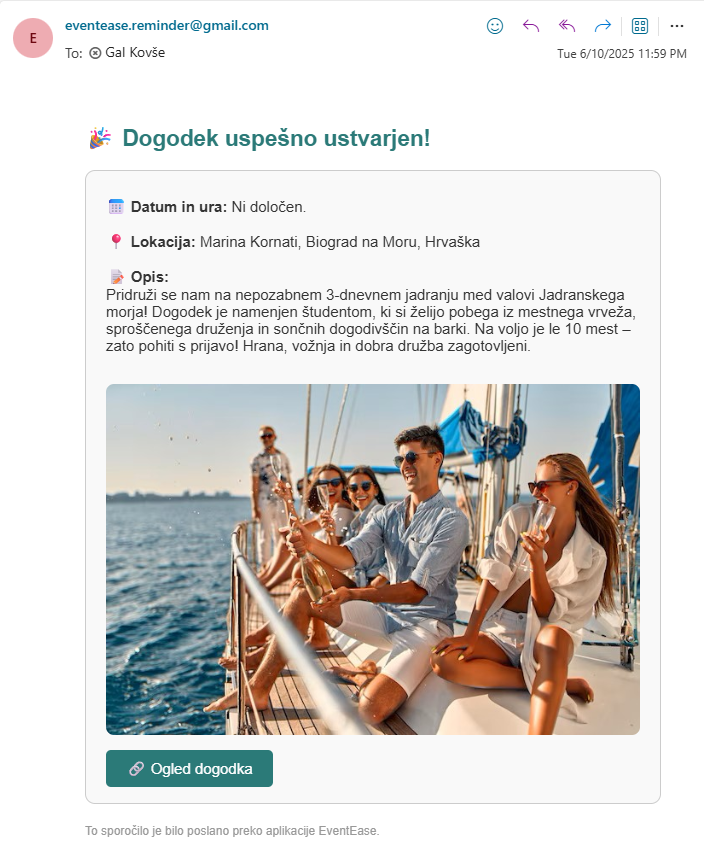 eventease.reminder@gmail.com
E
To: Gal Kovše
Tue 6/10/2025 11:59 PM
Dogodek uspešno ustvarjen!
Datum in ura: Ni določen.
Lokacija: Marina Kornati, Biograd na Moru, Hrvaška
Opis:
Pridruži se nam na nepozabnem 3-dnevnem jadranju med valovi Jadranskega
morja! Dogodek je namenjen študentom, ki si želijo pobega iz mestnega vrveža,
sproščenega druženja in sončnih dogodivščin na barki. Na voljo je le 10 mest –
zato pohiti s prijavo! Hrana, vožnja in dobra družba zagotovljeni.
Ogled dogodka
To sporočilo je bilo poslano preko aplikacije EventEase.